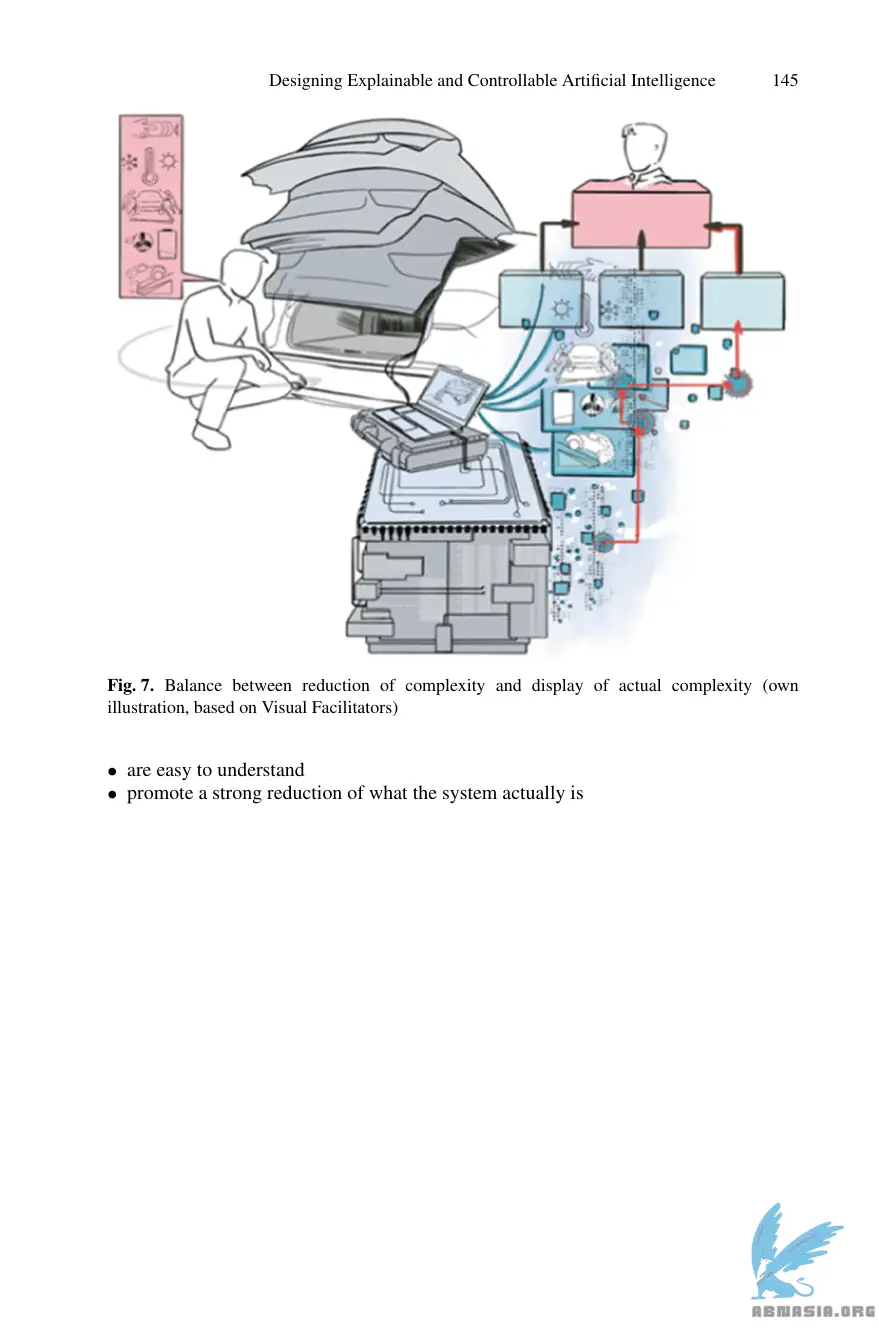 Designing Explainable and Controllable Artificial Intelligence 145
Fig. 7. Balance between reduction of complexity and display of actual complexity (own
illustration, based on Visual Facilitators)
• are easy to understand
• promote a strong reduction of what the system actually is
ABNASIA.ORG